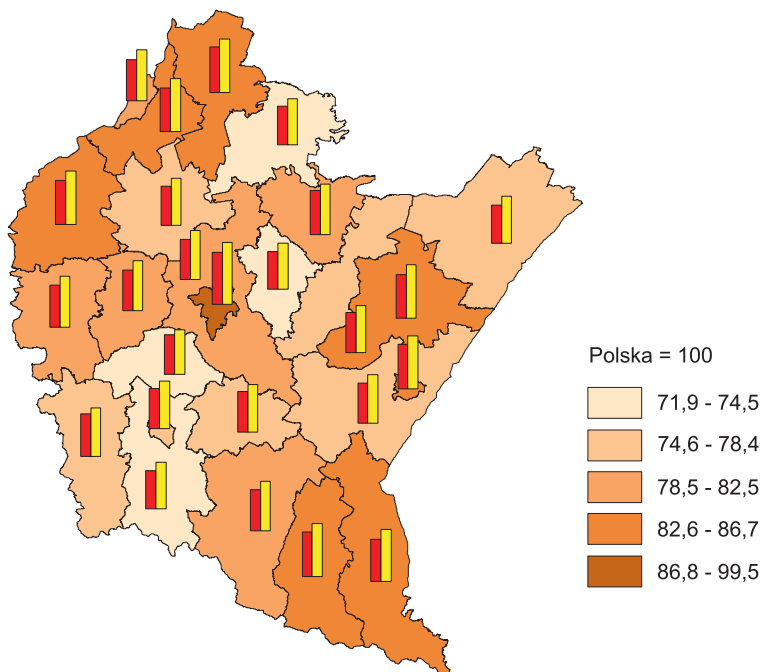 Polska = 100
71,9 - 74,5
74,6 - 78,4
78,5 - 82,5
82,6 - 86,7
86,8 - 99,5